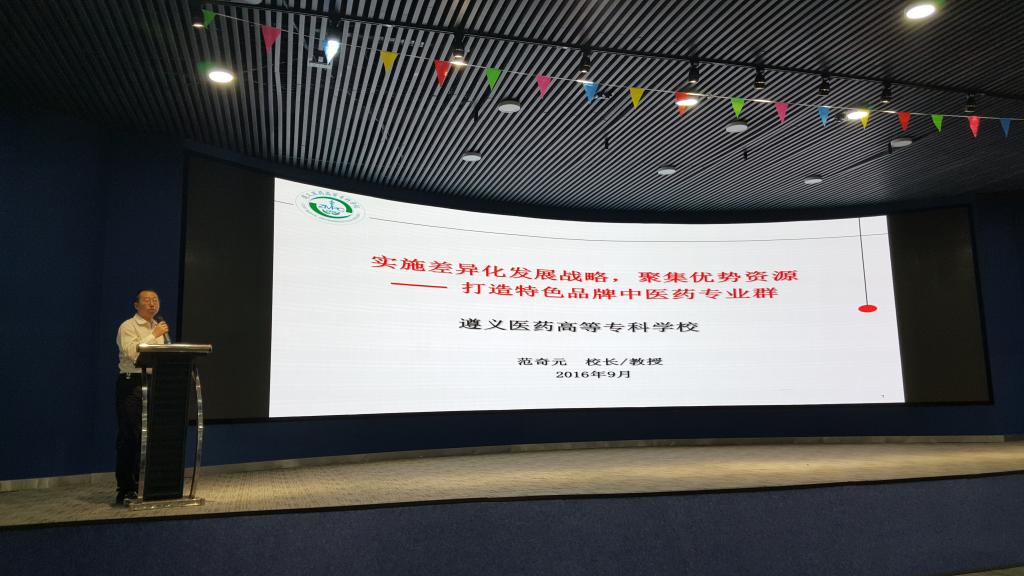 实施差异化发展战略，聚集优势资源
—— 打造特色品牌中医药专业群
遵义医药高等专科学校
范奇元 校长/教授
2016年9月